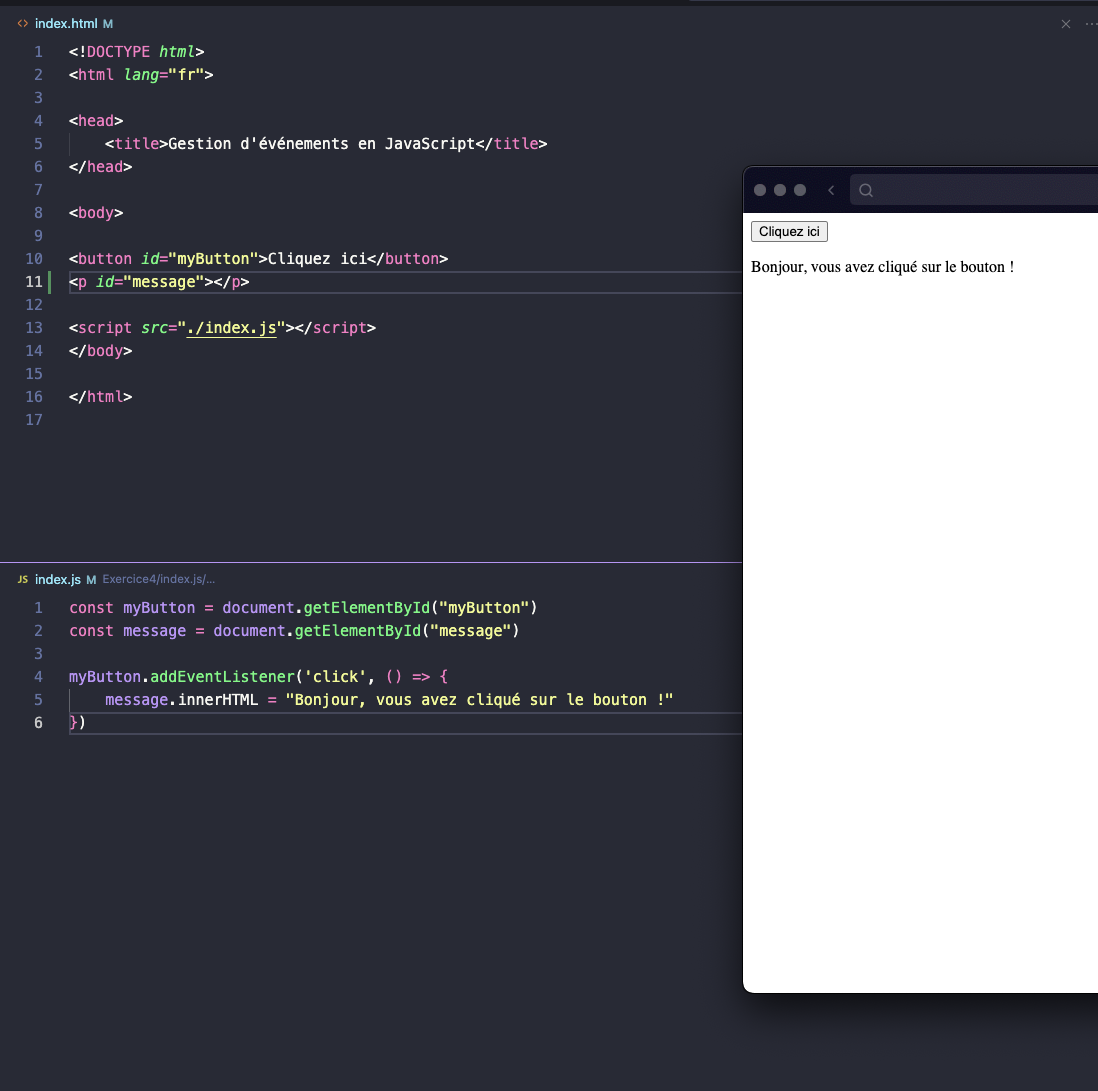 <> index.html M
1 <!DOCTYPE html>
2 <html lang="fr">
3
4 <head>
5 <title>Gestion d'événements en JavaScript</title>
6 </head>
7
8 <body>
9
10 <button id="myButton">Cliquez ici</button>
11 <p id="message"></p>
12
13 <script src="./index.js"></script>
14 </body>
15
16 </html>
17
Cliquez ici
Bonjour, vous avez cliqué sur le bouton !
JS index.js M Exercice4/index.js/...
1 const myButton = document.getElementById("myButton")
2 const message = document.getElementById("message")
3
4 myButton.addEventListener('click', () => {
5 message.innerHTML = "Bonjour, vous avez cliqué sur le bouton !"
6 })